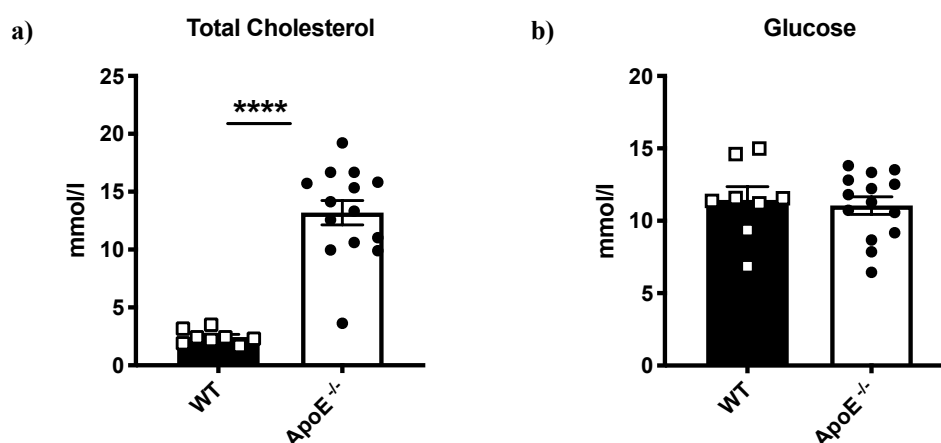 a)
Total Cholesterol
mmol/l
25
20
15
10
5
0
****
WT
ApoE-/-
b)
Glucose
mmol/l
20
15
10
5
0
WT
ApoE-/-